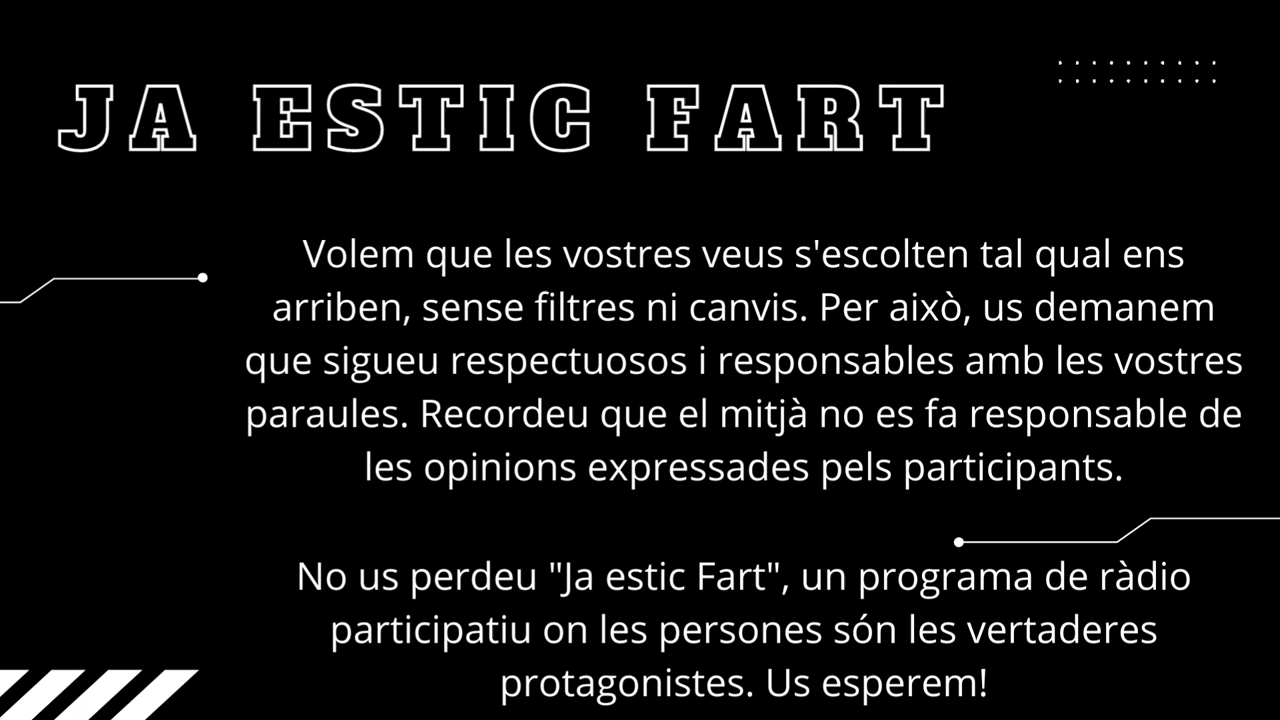 JA ESTIC FART
Volem que les vostres veus s'escolten tal qual ens
arriben, sense filtres ni canvis. Per això, us demanem
que sigueu respectuosos i responsables amb les vostres
paraules. Recordeu que el mitjà no es fa responsable de
les opinions expressades pels participants.
No us perdeu "Ja estic Fart", un programa de ràdio
participatiu on les persones són les vertaderes
protagonistes. Us esperem!